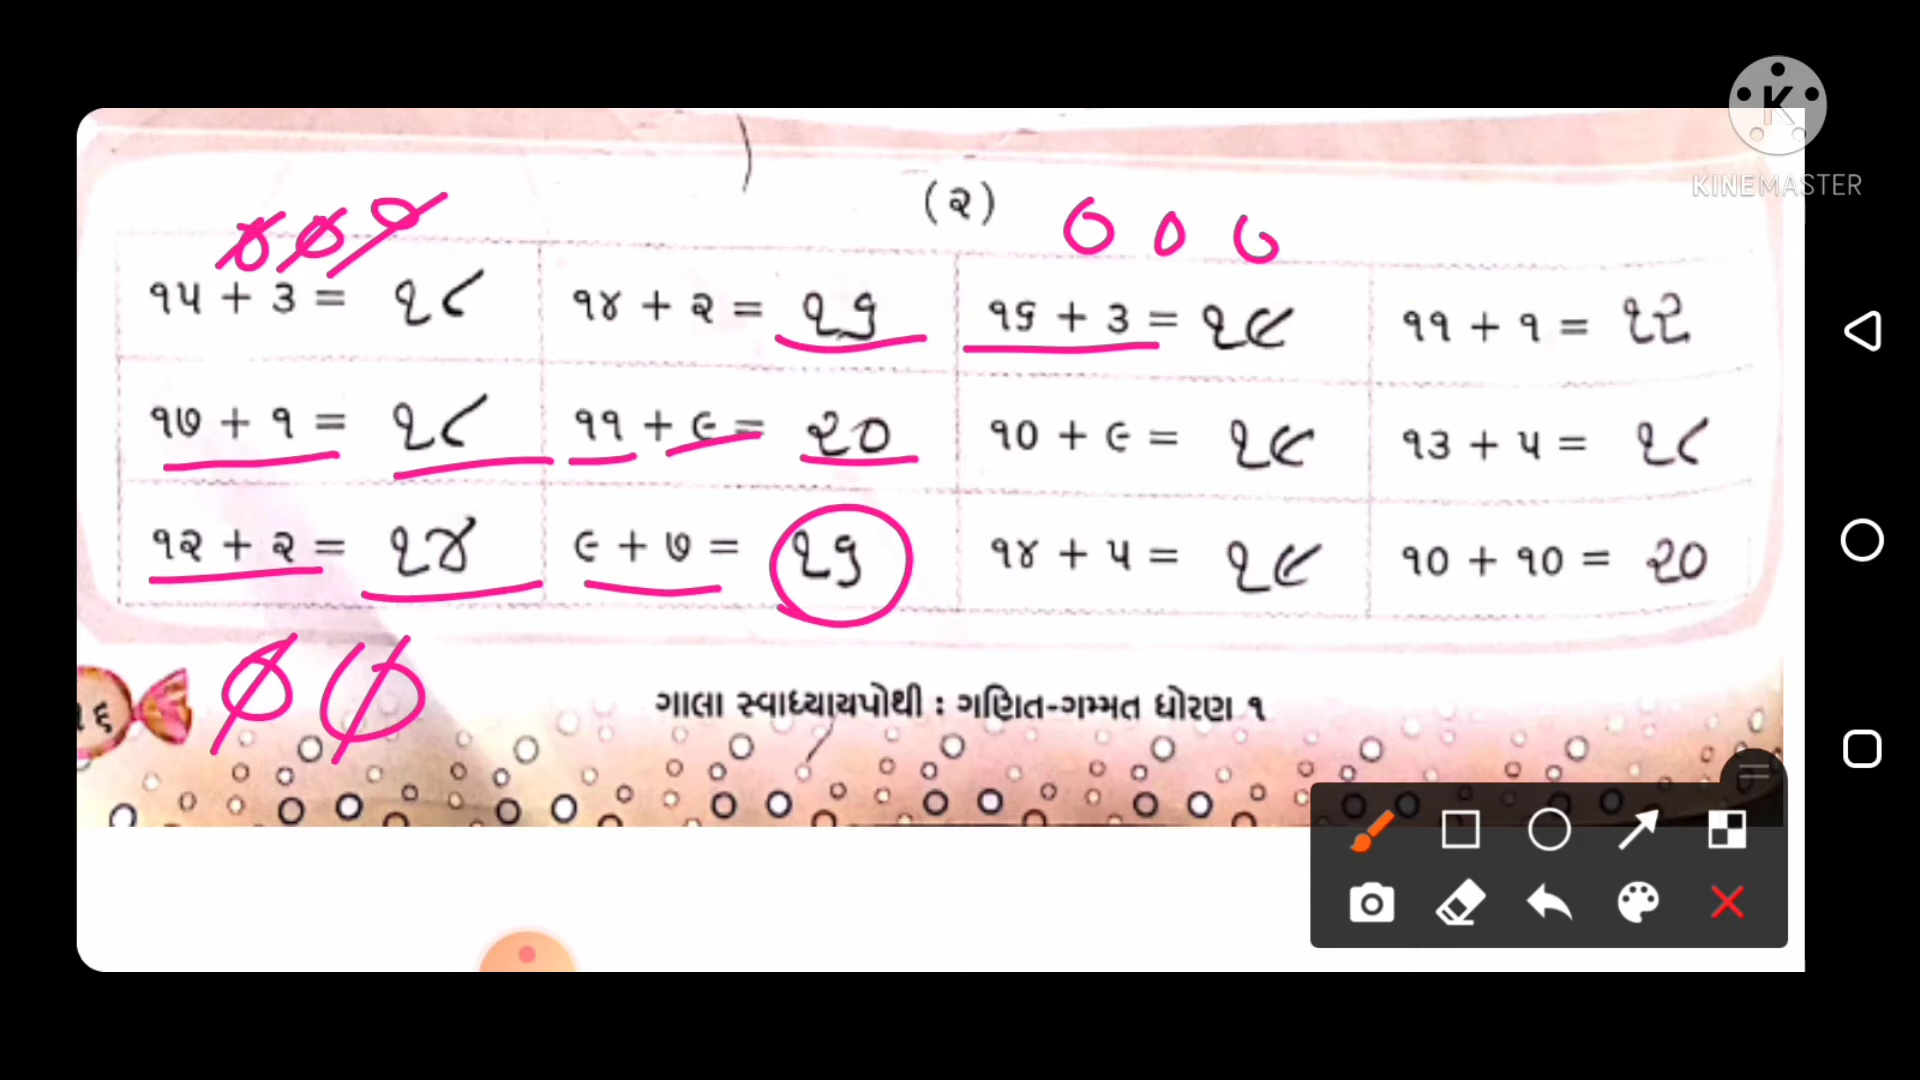 K
KINEMASTER
(૨)
૧૫ + ૩ = ૧૮ ૧૪ + ૨ = ૧૬ ૧૬ + ૩ = ૧૯ ૧૧ + ૧ = ૧૨
૧૭ + ૧ = ૧૮ ૧૧ + ૯ = ૨૦ ૧૦ + ૯ = ૧૯ ૧૩ + ૫ = ૧૮
૧૨ + ૨ = ૧૪ ૯ + ૭ = ૧૬ ૧૪ + ૫ = ૧૯ ૧૦ + ૧૦ = ૨૦
ગાલા સ્વાધ્યાયપોથી : ગણિત-ગમ્મત ધોરણ ૧